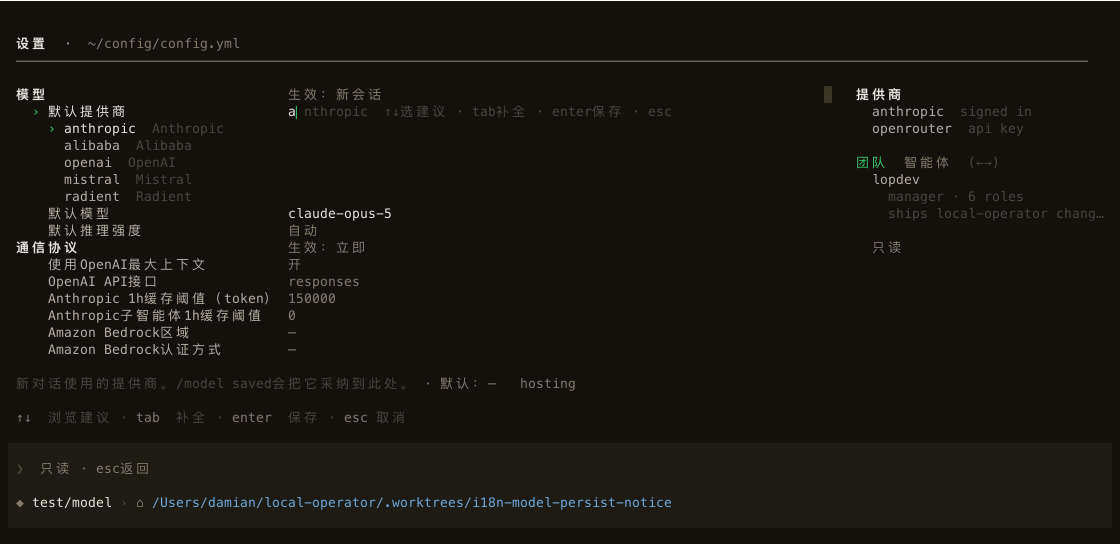 设置 · ~/config/config.yml
模型 生效: 新会话
› 默认提供商 anthropic ↑↓选建议 · tab补全 · enter保存 · esc
› anthropic Anthropic
alibaba Alibaba
openai OpenAI
mistral Mistral
radient Radient
默认模型 claude-opus-5
默认推理强度 自动
通信协议 生效: 立即
使用OpenAI最大上下文 开
OpenAI API接口 responses
Anthropic 1h缓存阈值 (token) 150000
Anthropic子智能体1h缓存阈值 0
Amazon Bedrock区域 —
Amazon Bedrock认证方式 —
提供商
anthropic signed in
openrouter api key
团队 智能体 (←→)
lopdev
manager · 6 roles
ships local-operator chang…
只读
新对话使用的提供商。/model saved会把它采纳到此处。 · 默认: — hosting
↑↓ 浏览建议 · tab 补全 · enter 保存 · esc 取消
❯ 只读 · esc返回
◆ test/model › ⌂ /Users/damian/local-operator/.worktrees/i18n-model-persist-notice